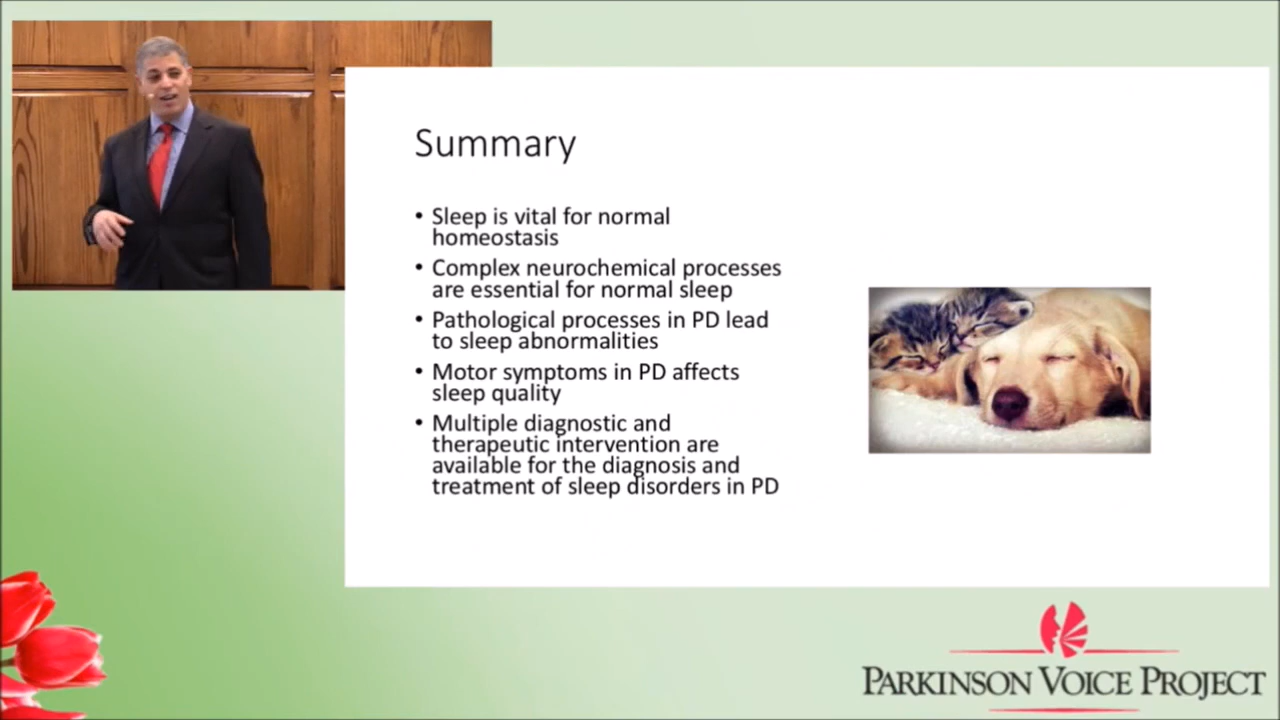 Summary
• Sleep is vital for normal
homeostasis
• Complex neurochemical processes
are essential for normal sleep
• Pathological processes in PD lead
to sleep abnormalities
• Motor symptoms in PD affects
sleep quality
• Multiple diagnostic and
therapeutic intervention are
available for the diagnosis and
treatment of sleep disorders in PD
PARKINSON VOICE PROJECT